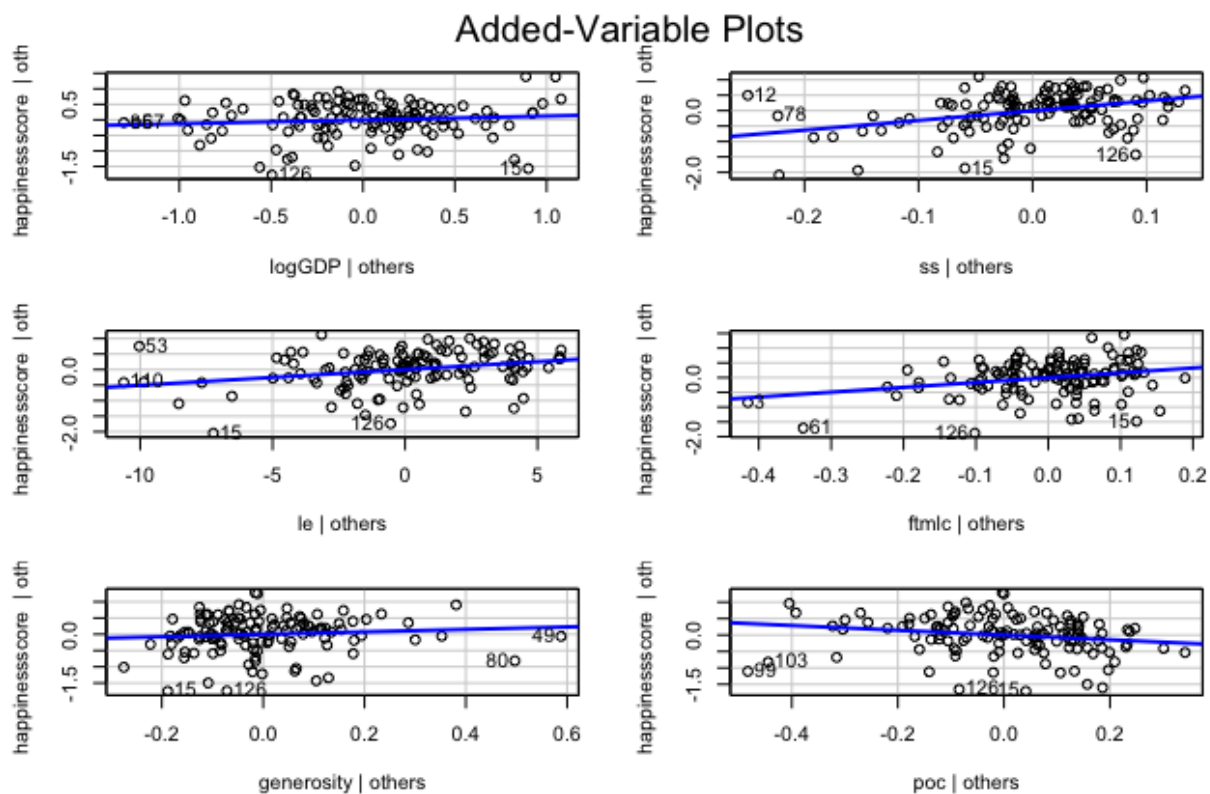 Added-Variable Plots
happinessscore | oth
0.5
-1.5
126
15
-1.0 -0.5 0.0 0.5 1.0
logGDP | others
happinessscore | oth
0.0
-2.0
12
78
15
126
-0.2 -0.1 0.0 0.1
ss | others
happinessscore | oth
0.0
-2.0
53
110
15
126
-10 -5 0 5
le | others
happinessscore | oth
0.0
-2.0
3
61
126
15
-0.4 -0.3 -0.2 -0.1 0.0 0.1 0.2
ftmlc | others
happinessscore | oth
0.0
-1.5
49
80
15
126
-0.2 0.0 0.2 0.4 0.6
generosity | others
happinessscore | oth
0.0
-1.5
103
99
126
15
-0.4 -0.2 0.0 0.2
poc | others